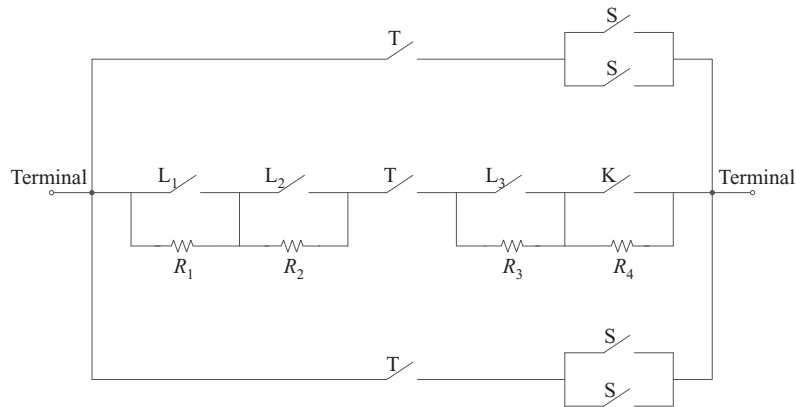 S
T
S
L₁ L₂ T L₃ K
Terminal Terminal
R₁ R₂ R₃ R₄
S
T
S